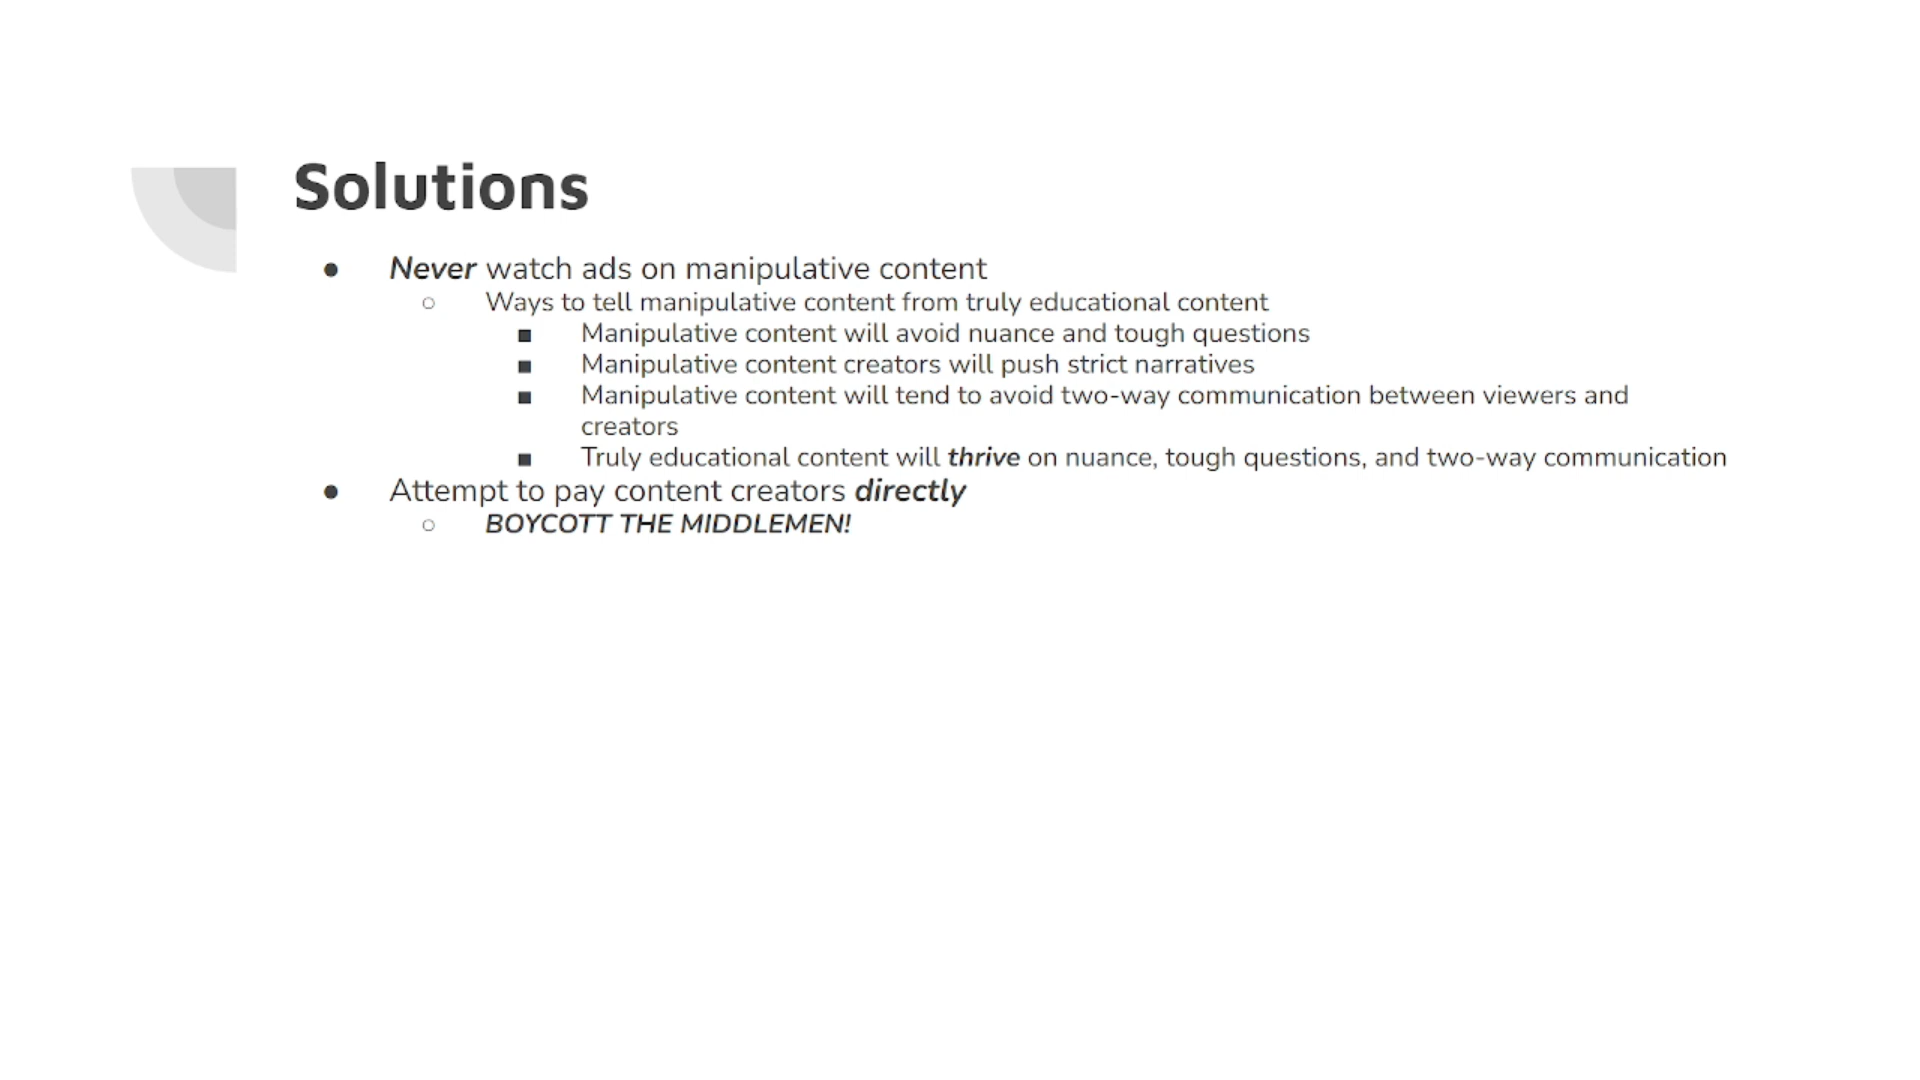 Solutions
● Never watch ads on manipulative content
○ Ways to tell manipulative content from truly educational content
■ Manipulative content will avoid nuance and tough questions
■ Manipulative content creators will push strict narratives
■ Manipulative content will tend to avoid two-way communication between viewers and
creators
■ Truly educational content will thrive on nuance, tough questions, and two-way communication
● Attempt to pay content creators directly
○ BOYCOTT THE MIDDLEMEN!